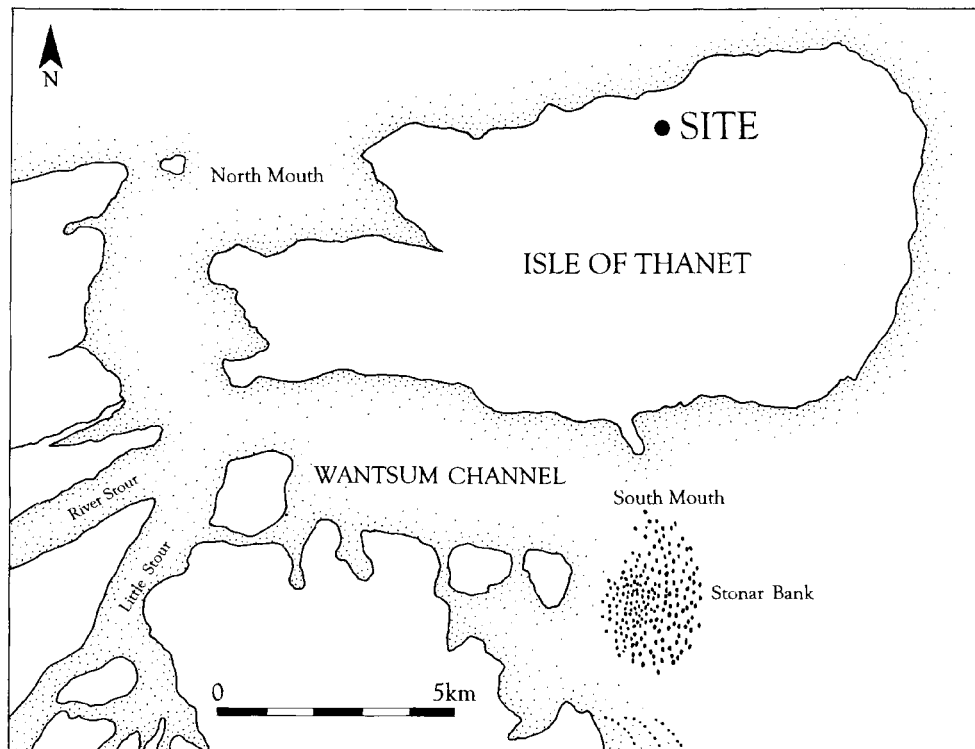 N
SITE
North Mouth
ISLE OF THANET
WANTSUM CHANNEL
River Stour
South Mouth
Little Stour
Stonar Bank
0 5km